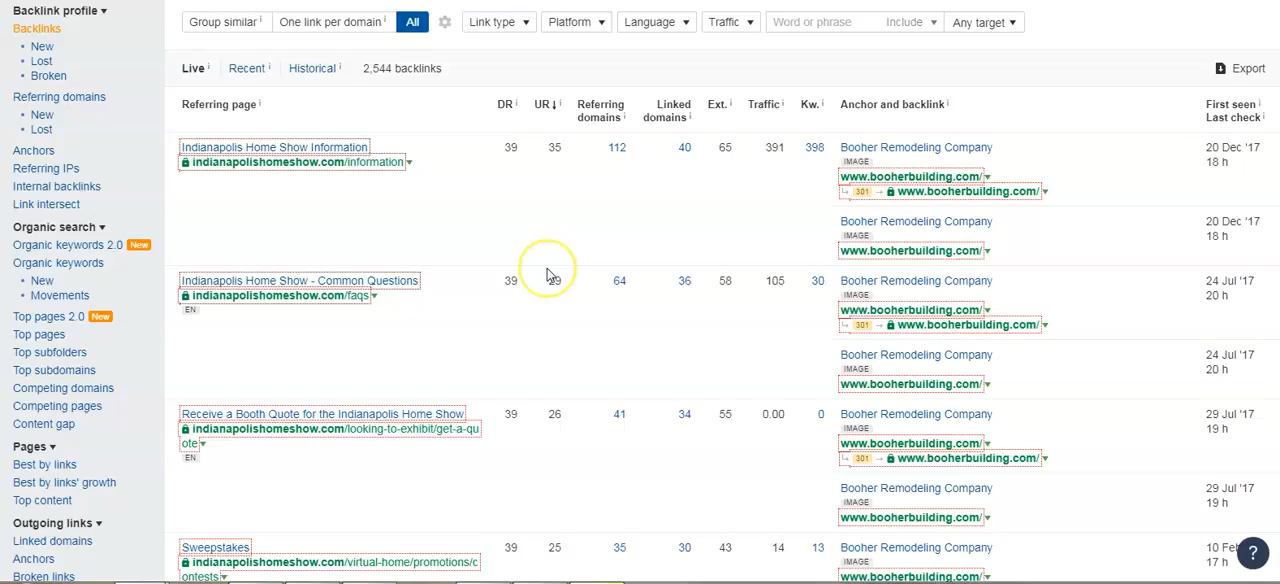 Backlink profile
Backlinks
New
Lost
Broken
Referring domains
New
Lost
Anchors
Referring IPs
Internal backlinks
Link intersect
Organic search
Organic keywords 2.0 New
Organic keywords
New
Movements
Top pages 2.0 New
Top pages
Top subfolders
Top subdomains
Competing domains
Competing pages
Content gap
Pages
Best by links
Best by links' growth
Top content
Outgoing links
Linked domains
Anchors
Broken links
Group similar i One link per domain i All Link type Platform Language Traffic Word or phrase Include Any target
Live i Recent i Historical i 2,544 backlinks Export
Referring page i DR i UR i Referring domains i Linked domains i Ext. i Traffic i Kw. i Anchor and backlink i First seen i Last check i
Indianapolis Home Show Information 39 35 112 40 65 391 398 Booher Remodeling Company 20 Dec '17
indianapolishomeshow.com/information IMAGE 18 h
www.booherbuilding.com/
301 → www.booherbuilding.com/
Booher Remodeling Company 20 Dec '17
IMAGE 18 h
www.booherbuilding.com/
Indianapolis Home Show - Common Questions 39 29 64 36 58 105 30 Booher Remodeling Company 24 Jul '17
indianapolishomeshow.com/faqs IMAGE 20 h
EN www.booherbuilding.com/
301 → www.booherbuilding.com/
Booher Remodeling Company 24 Jul '17
IMAGE 20 h
www.booherbuilding.com/
Receive a Booth Quote for the Indianapolis Home Show 39 26 41 34 55 0.00 0 Booher Remodeling Company 29 Jul '17
indianapolishomeshow.com/looking-to-exhibit/get-a-qu IMAGE 19 h
ote www.booherbuilding.com/
EN 301 → www.booherbuilding.com/
Booher Remodeling Company 29 Jul '17
IMAGE 19 h
www.booherbuilding.com/
Sweepstakes 39 25 35 30 43 14 13 Booher Remodeling Company 10
indianapolishomeshow.com/virtual-home/promotions/c IMAGE 17 h
ontests www.booherbuilding.com/
?